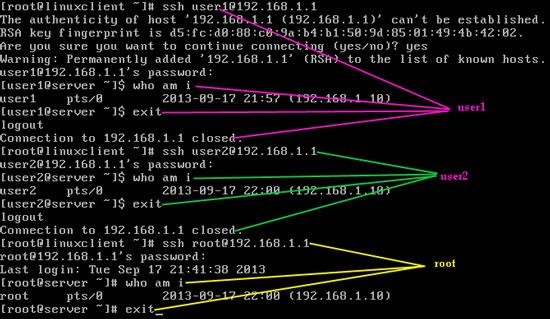 [root@linuxclient ~]# ssh user1@192.168.1.1
The authenticity of host '192.168.1.1 (192.168.1.1)' can't be established.
RSA key fingerprint is d5:fc:d0:88:c0:9a:b4:b1:50:9d:85:01:49:4b:42:02.
Are you sure you want to continue connecting (yes/no)? yes
Warning: Permanently added '192.168.1.1' (RSA) to the list of known hosts.
user1@192.168.1.1's password:
[user1@server ~]$ who am i
user1 pts/0 2013-09-17 21:57 (192.168.1.10)
[user1@server ~]$ exit
user1
logout
Connection to 192.168.1.1 closed.
[root@linuxclient ~]# ssh user2@192.168.1.1
user2@192.168.1.1's password:
[user2@server ~]$ who am i
user2
user2 pts/0 2013-09-17 22:00 (192.168.1.10)
[user2@server ~]$ exit
logout
Connection to 192.168.1.1 closed.
[root@linuxclient ~]# ssh root@192.168.1.1
root@192.168.1.1's password:
root
Last login: Tue Sep 17 21:41:38 2013
[root@server ~]# who am i
root pts/0 2013-09-17 22:00 (192.168.1.10)
[root@server ~]# exit